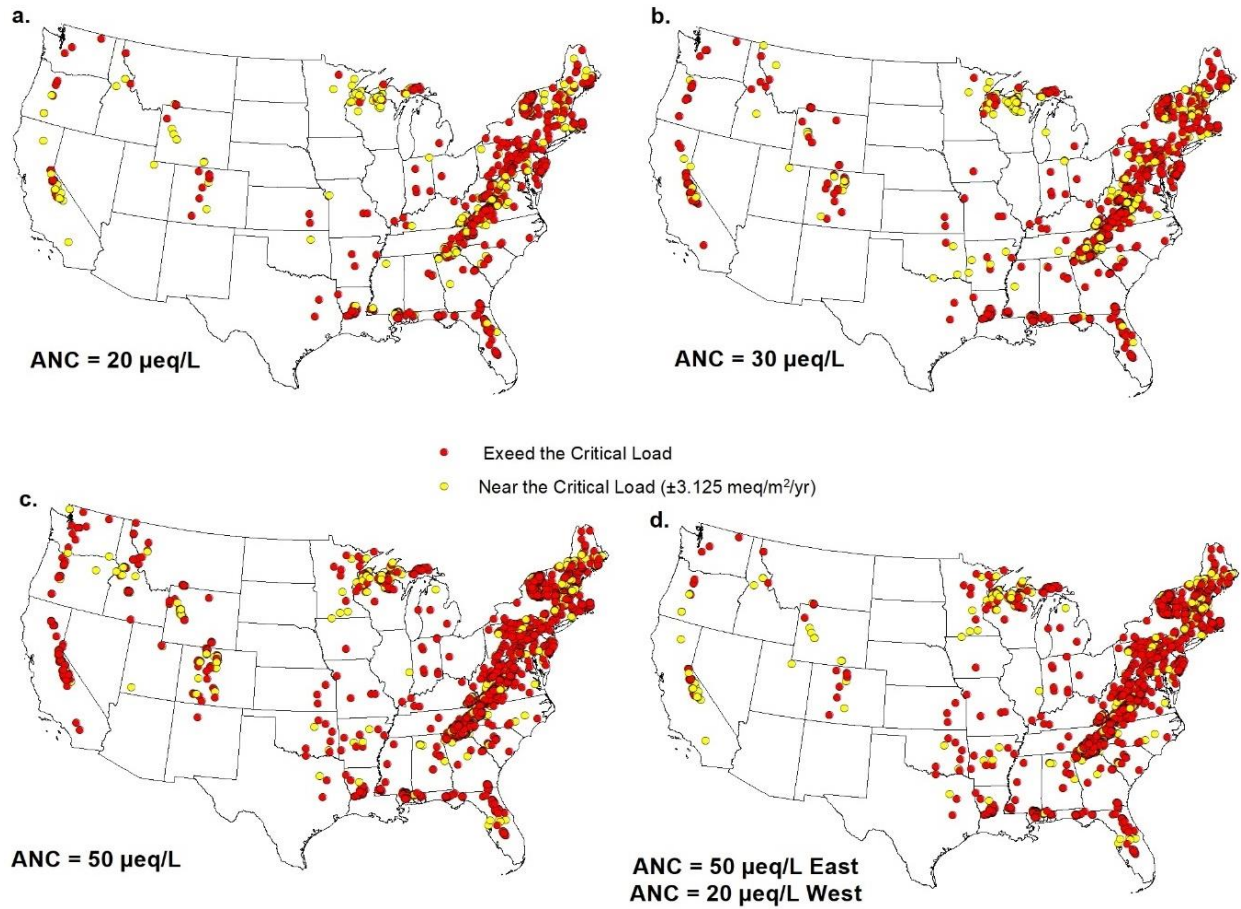 a.
b.
ANC = 20 µeq/L
ANC = 30 µeq/L
Exeed the Critical Load
Near the Critical Load (±3.125 meq/m²/yr)
c.
d.
ANC = 50 µeq/L
ANC = 50 µeq/L East
ANC = 20 µeq/L West